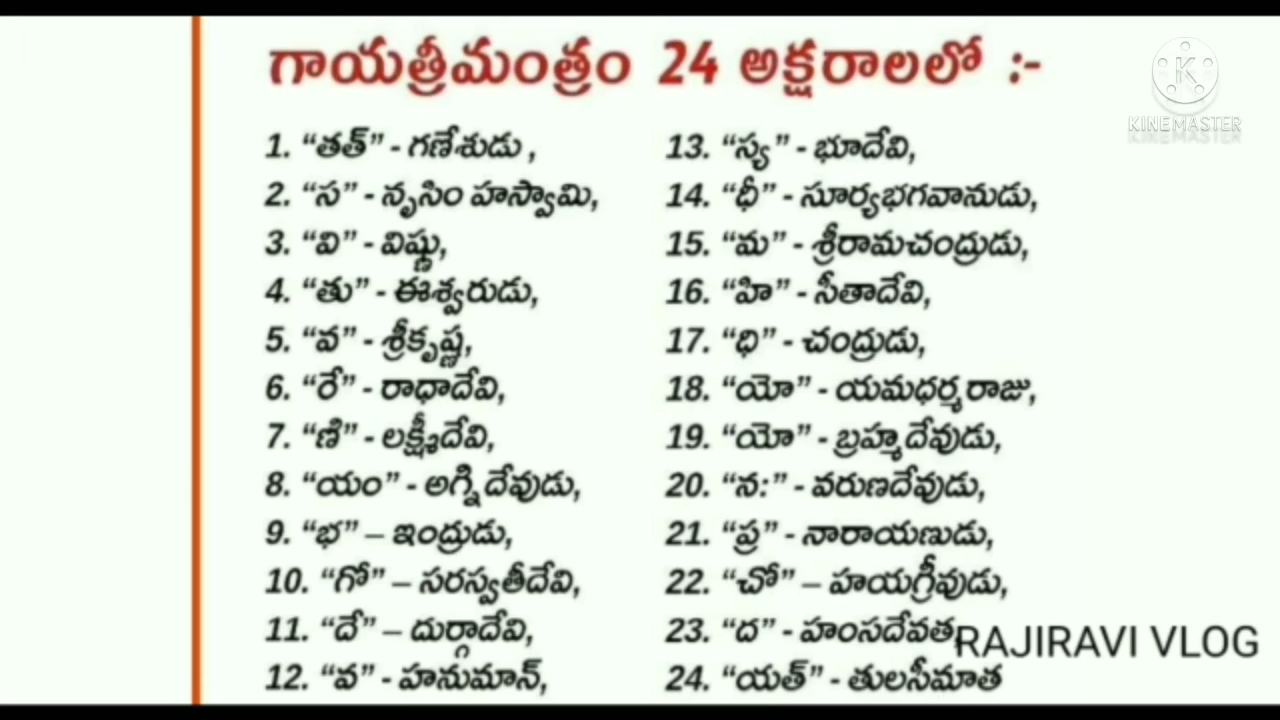 గాయత్రీమంత్రం 24 అక్షరాలలో :-
1. “తత్” - గణేశుడు ,
2. “స” - నృసిం హస్వామి,
3. “వి” - విష్ణు,
4. “తు” - ఈశ్వరుడు,
5. “వ” - శ్రీకృష్ణ,
6. “రే” - రాధాదేవి,
7. “ణి” - లక్ష్మీదేవి,
8. “యం” - అగ్ని దేవుడు,
9. “భ” – ఇంద్రుడు,
10. “గో” – సరస్వతీదేవి,
11. “దే” – దుర్గాదేవి,
12. “వ” - హనుమాన్,
13. “స్య” - భూదేవి,
14. “ధీ” - సూర్యభగవానుడు,
15. “మ” - శ్రీరామచంద్రుడు,
16. “హి” - సీతాదేవి,
17. “ధి” - చంద్రుడు,
18. “యో” - యమధర్మరాజు,
19. “యో” - బ్రహ్మదేవుడు,
20. “న:” - వరుణదేవుడు,
21. “ప్ర” - నారాయణుడు,
22. “చో” – హయగ్రీవుడు,
23. “ద” - హంసదేవత,
24. “యత్” - తులసీమాత
K
KINEMASTER
RAJIRAVI VLOG